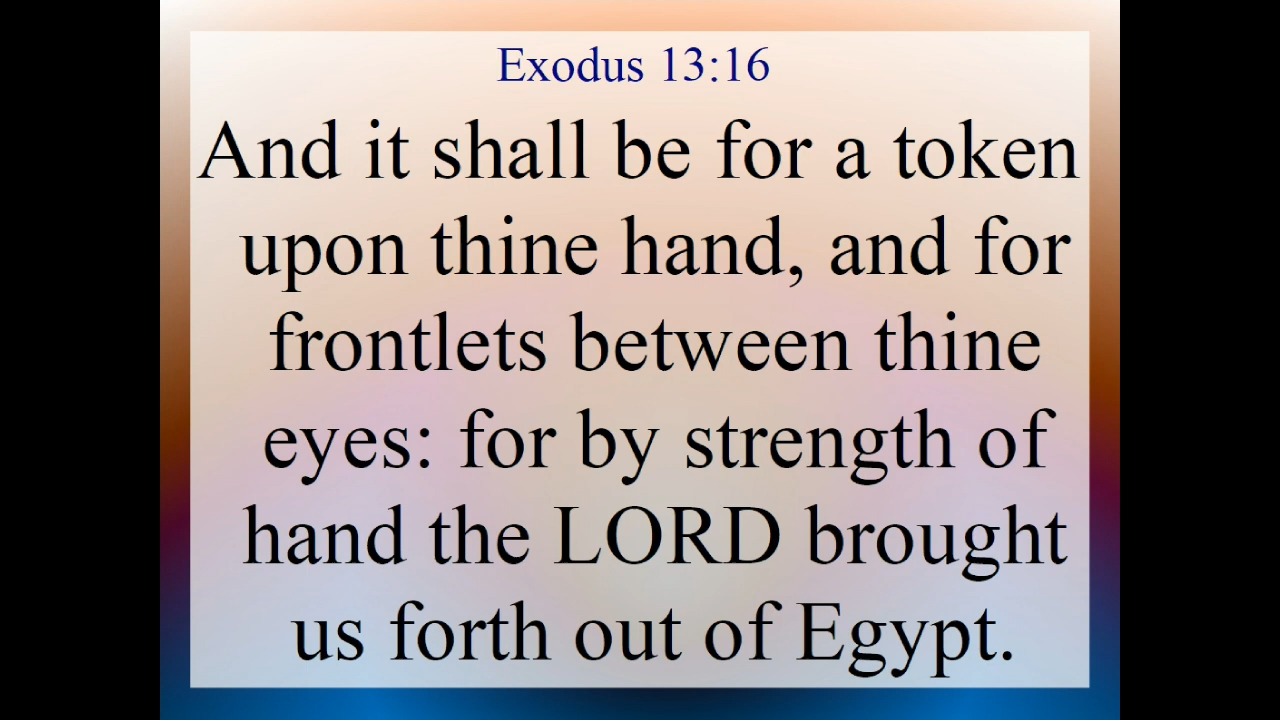 Exodus 13:16
And it shall be for a token
upon thine hand, and for
frontlets between thine
eyes: for by strength of
hand the LORD brought
us forth out of Egypt.